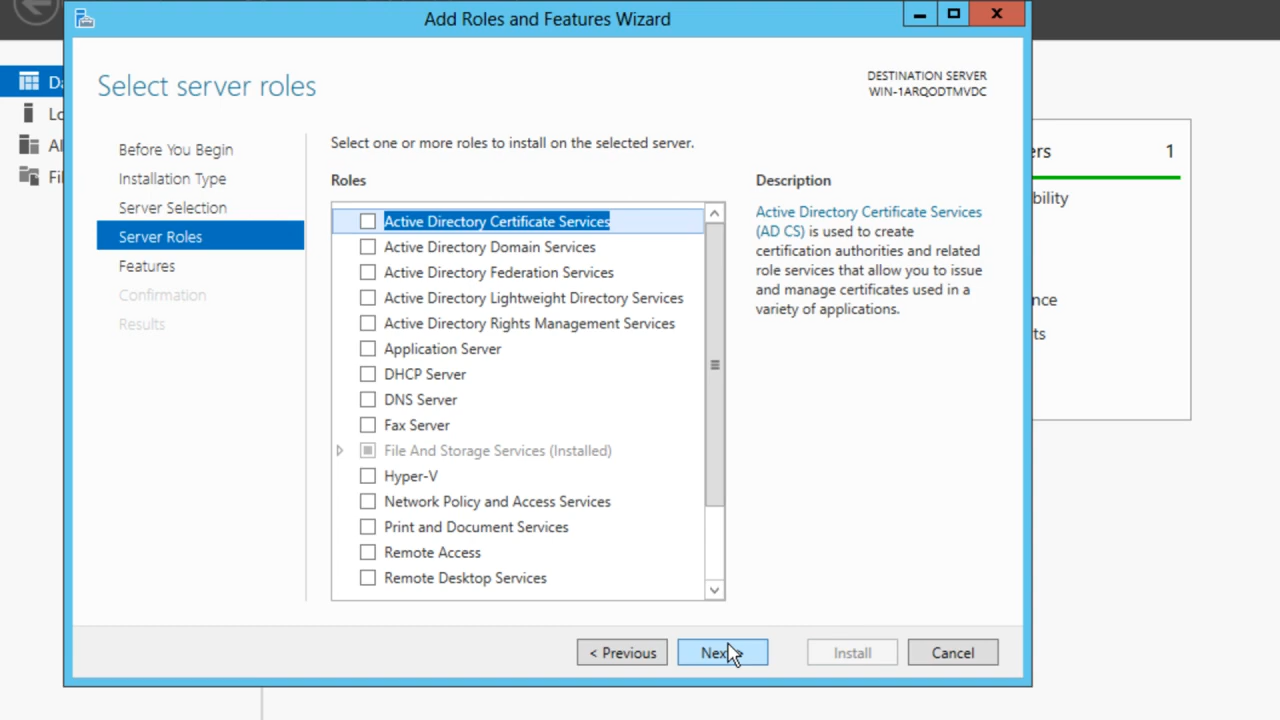 Add Roles and Features Wizard
Select server roles
DESTINATION SERVER
WIN-1ARQODTMVDC
Before You Begin
Installation Type
Server Selection
Server Roles
Features
Confirmation
Results
Select one or more roles to install on the selected server.
Roles
Active Directory Certificate Services
Active Directory Domain Services
Active Directory Federation Services
Active Directory Lightweight Directory Services
Active Directory Rights Management Services
Application Server
DHCP Server
DNS Server
Fax Server
File And Storage Services (Installed)
Hyper-V
Network Policy and Access Services
Print and Document Services
Remote Access
Remote Desktop Services
Description
Active Directory Certificate Services
(AD CS) is used to create
certification authorities and related
role services that allow you to issue
and manage certificates used in a
variety of applications.
< Previous
Next >
Install
Cancel
1